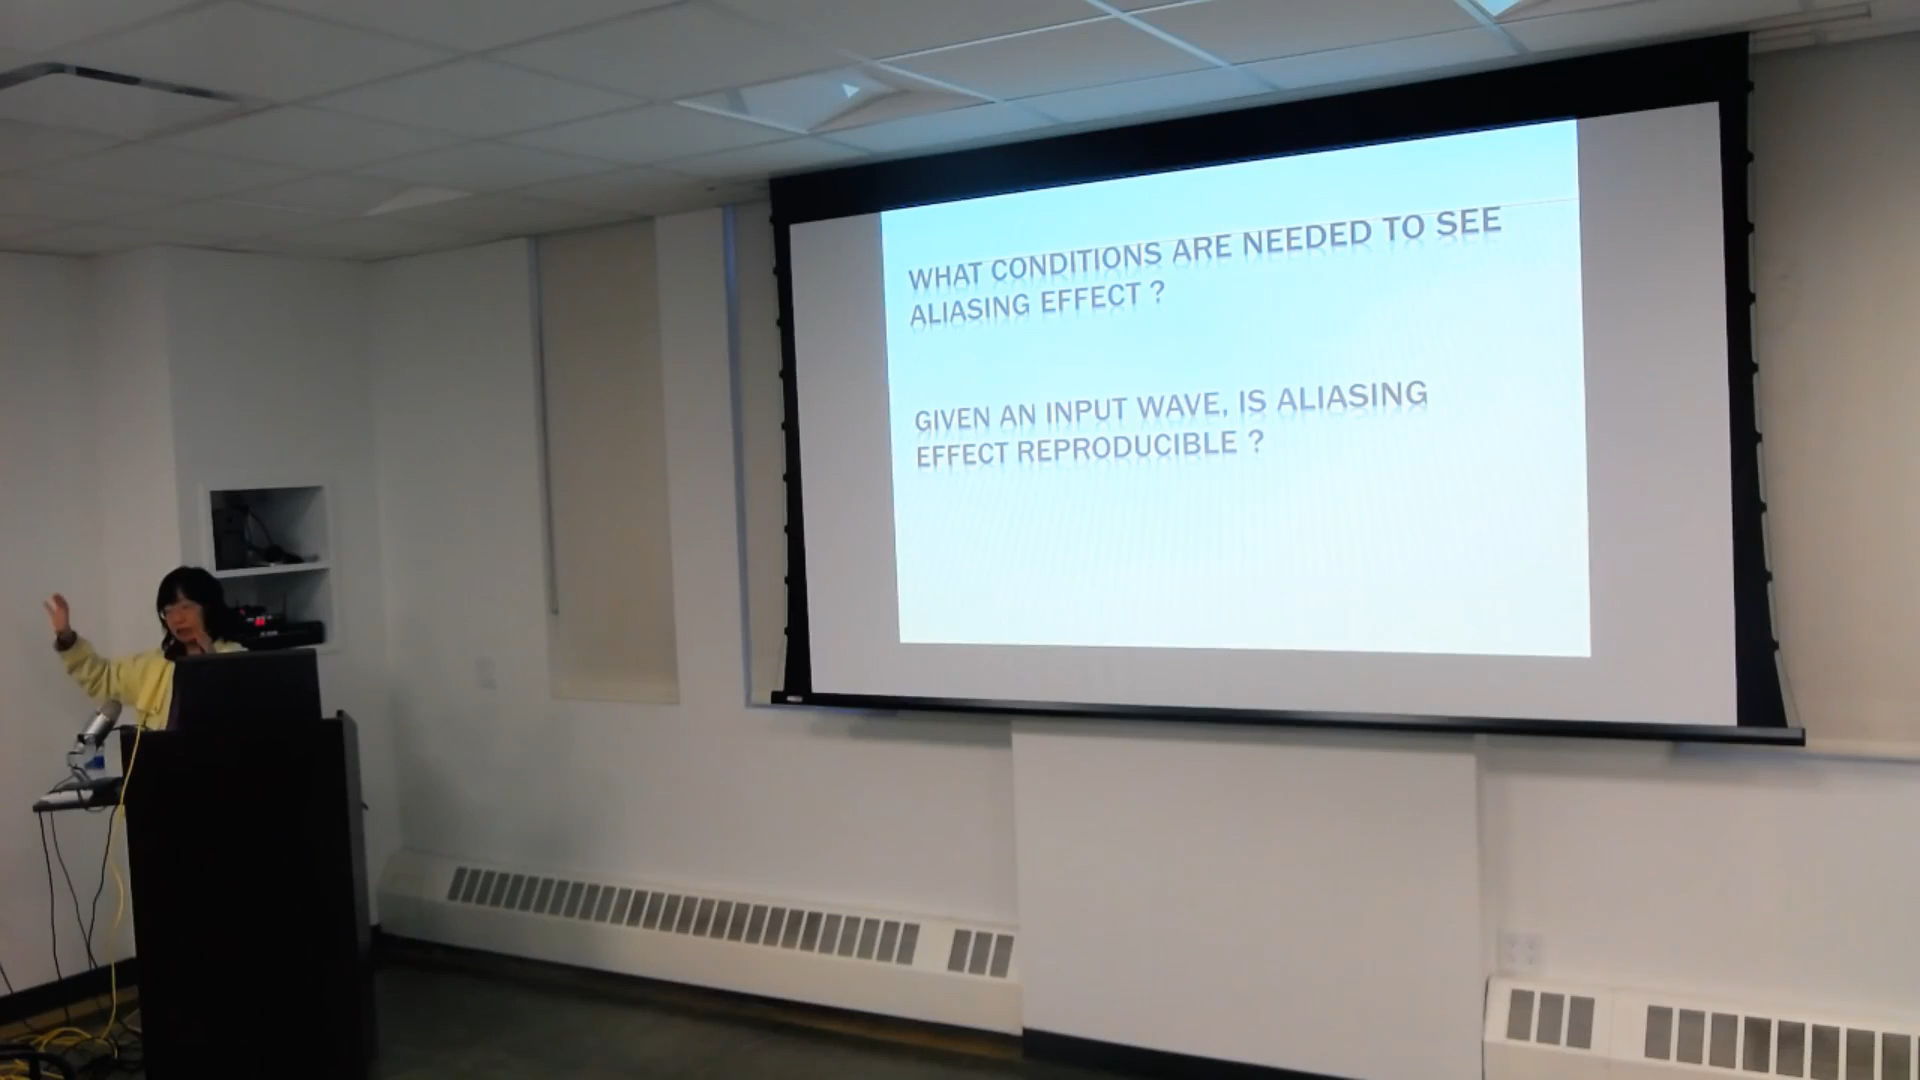 WHAT CONDITIONS ARE NEEDED TO SEE
ALIASING EFFECT ?
GIVEN AN INPUT WAVE, IS ALIASING
EFFECT REPRODUCIBLE ?